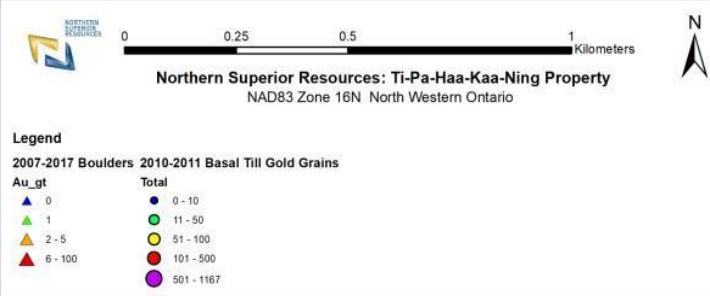 NORTHERN
SUPERIOR
RESOURCES
0 0.25 0.5 1
Kilometers
N
Northern Superior Resources: Ti-Pa-Haa-Kaa-Ning Property
NAD83 Zone 16N North Western Ontario
Legend
2007-2017 Boulders 2010-2011 Basal Till Gold Grains
Au_gt Total
0 0 - 10
1 11 - 50
2 - 5 51 - 100
6 - 100 101 - 500
501 - 1167